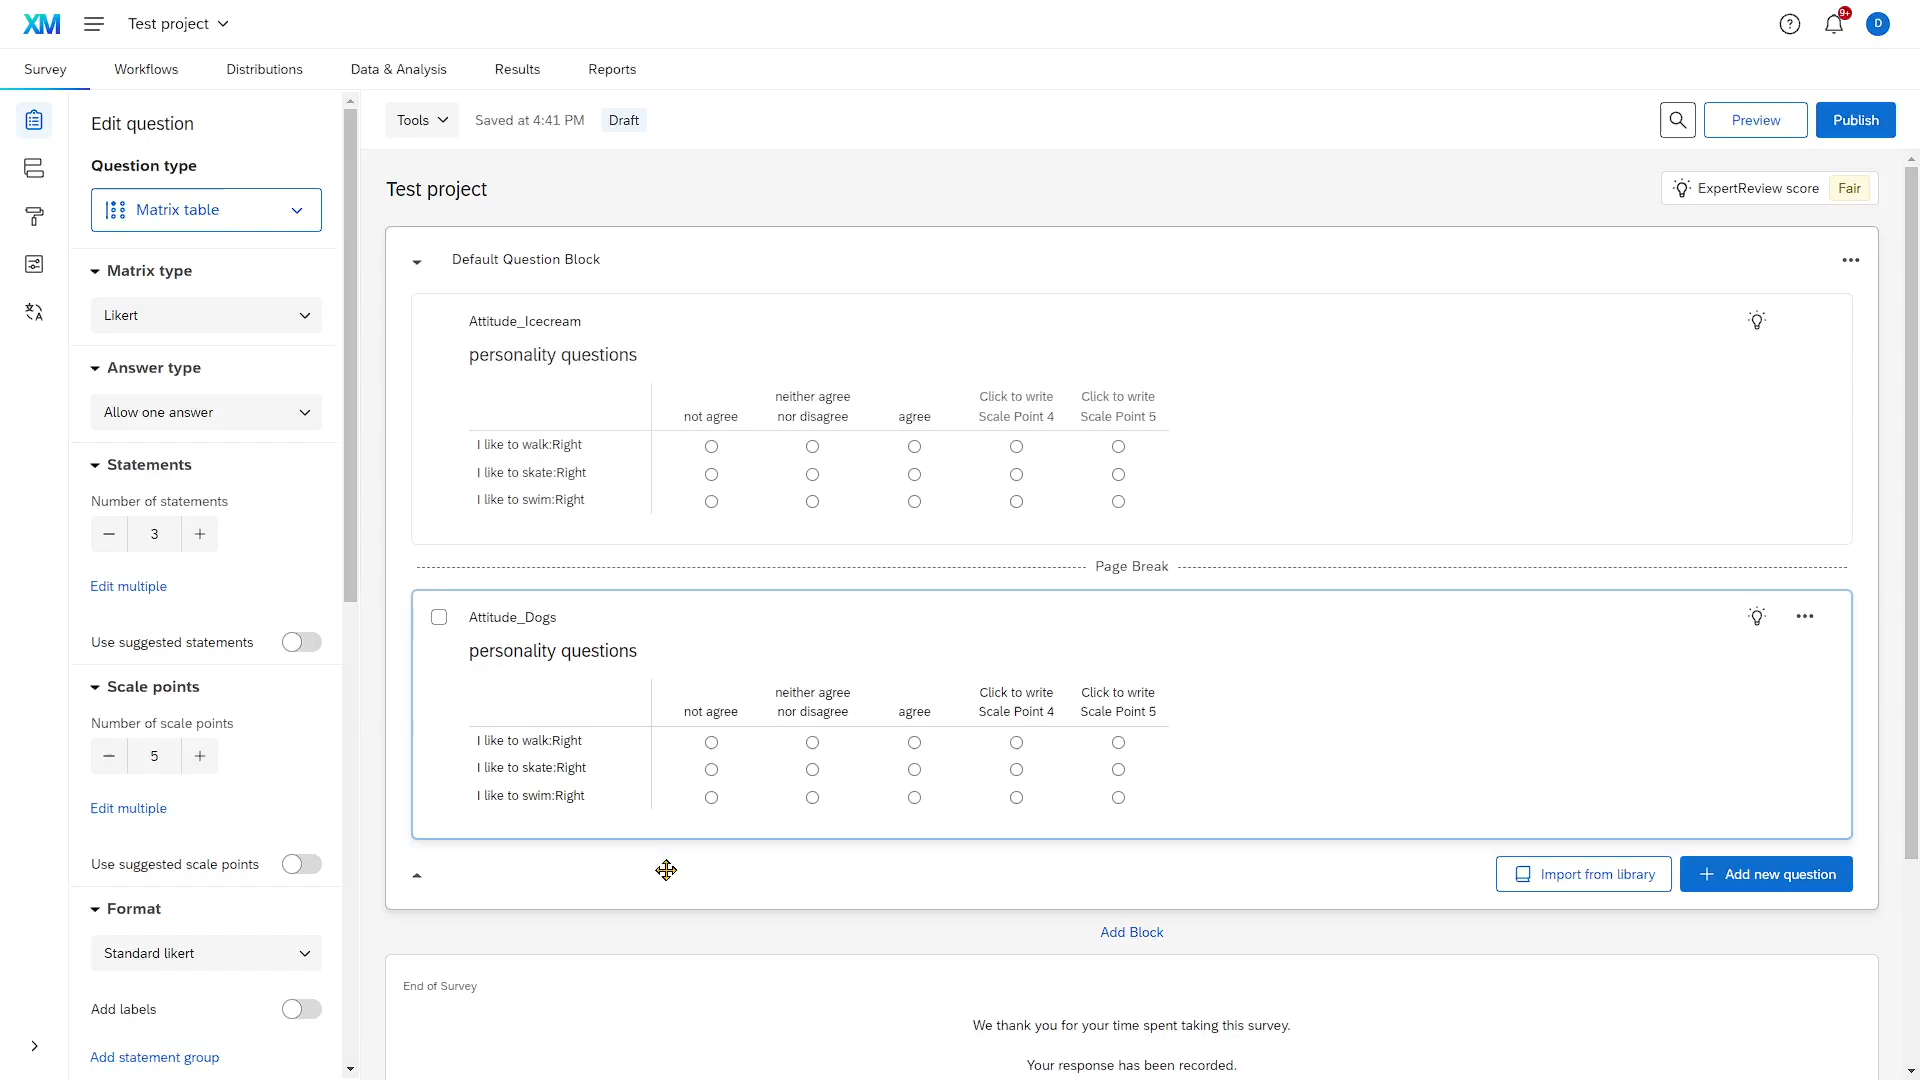 XM
Test project
9+
D
Survey
Workflows
Distributions
Data & Analysis
Results
Reports
Edit question
Question type
Matrix table
Matrix type
Likert
Answer type
Allow one answer
Statements
Number of statements
3
Edit multiple
Use suggested statements
Scale points
Number of scale points
5
Edit multiple
Use suggested scale points
Format
Standard likert
Add labels
Add statement group
Tools
Saved at 4:41 PM
Draft
Preview
Publish
Test project
ExpertReview score
Fair
Default Question Block
Attitude_Icecream
personality questions
not agree
neither agree
nor disagree
agree
Click to write
Scale Point 4
Click to write
Scale Point 5
I like to walk:Right
I like to skate:Right
I like to swim:Right
Page Break
Attitude_Dogs
personality questions
not agree
neither agree
nor disagree
agree
Click to write
Scale Point 4
Click to write
Scale Point 5
I like to walk:Right
I like to skate:Right
I like to swim:Right
Import from library
Add new question
Add Block
End of Survey
We thank you for your time spent taking this survey.
Your response has been recorded.